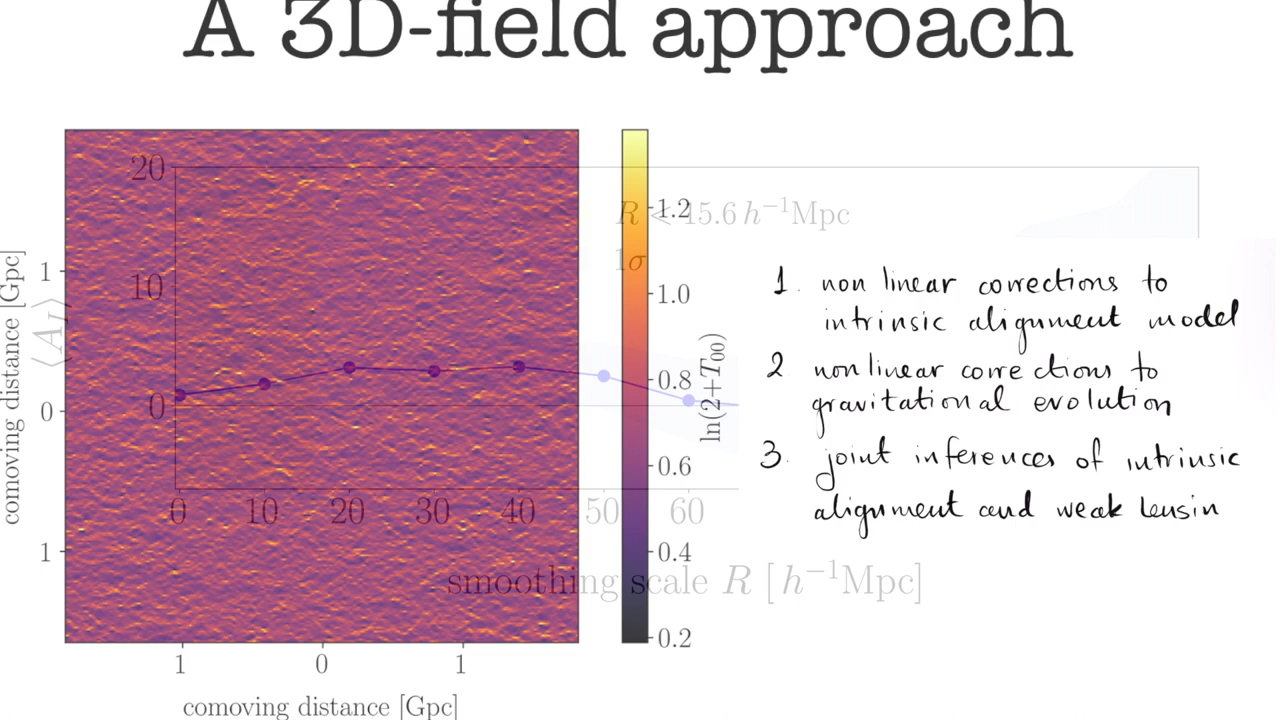 A 3D-field approach
20
10
0
⟨A_I⟩
0 10 20 30 40 50 60
smoothing scale R [h⁻¹Mpc]
R < 15.6 h⁻¹Mpc
1σ
comoving distance [Gpc]
1
0
1
1 0 1
comoving distance [Gpc]
1.2
1.0
0.8
0.6
0.4
0.2
ln(2+T₀₀)
1. non linear corrections to
intrinsic alignment model
2 non linear corrections to
gravitational evolution
3. joint inferences of intrinsic
alignment and weak lensin